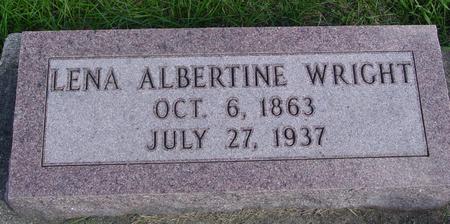 LENA ALBERTINE WRIGHT
OCT. 6, 1863
JULY 27, 1937